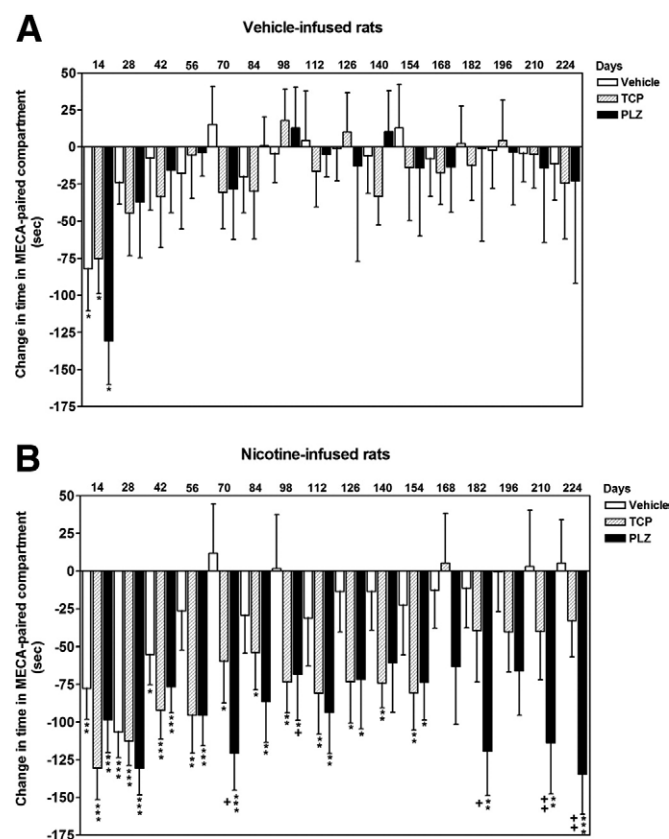 A
Vehicle-infused rats
14 28 42 56 70 84 98 112 126 140 154 168 182 196 210 224
Days
Vehicle
TCP
PLZ
Change in time in MECA-paired compartment
(sec)
50
25
0
-25
-50
-75
-100
-125
-150
-175
* * *
B
Nicotine-infused rats
14 28 42 56 70 84 98 112 126 140 154 168 182 196 210 224
Days
Vehicle
TCP
PLZ
Change in time in MECA-paired compartment
(sec)
50
25
0
-25
-50
-75
-100
-125
-150
-175